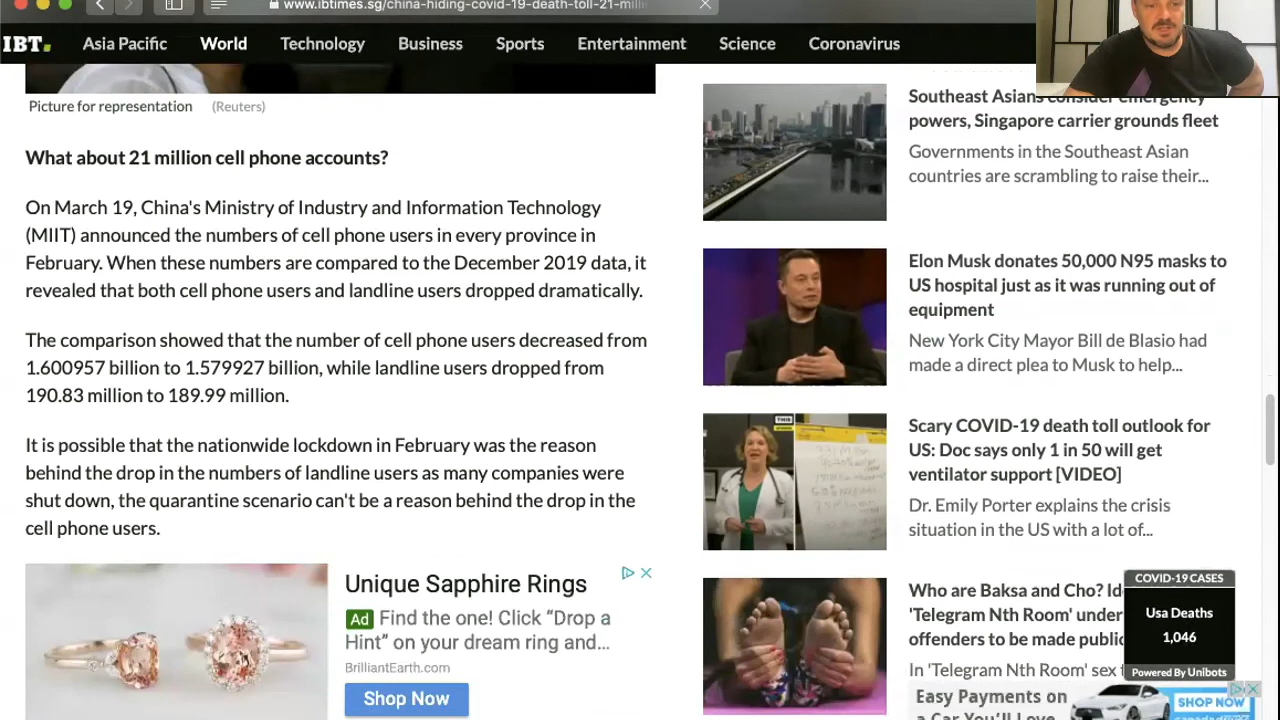 www.ibtimes.sg/china-hiding-covid-19-death-toll-21-milli
IBT.
Asia Pacific
World
Technology
Business
Sports
Entertainment
Science
Coronavirus
Picture for representation (Reuters)
What about 21 million cell phone accounts?
On March 19, China's Ministry of Industry and Information Technology
(MIIT) announced the numbers of cell phone users in every province in
February. When these numbers are compared to the December 2019 data, it
revealed that both cell phone users and landline users dropped dramatically.
The comparison showed that the number of cell phone users decreased from
1.600957 billion to 1.579927 billion, while landline users dropped from
190.83 million to 189.99 million.
It is possible that the nationwide lockdown in February was the reason
behind the drop in the numbers of landline users as many companies were
shut down, the quarantine scenario can't be a reason behind the drop in the
cell phone users.
Unique Sapphire Rings
Ad Find the one! Click “Drop a
Hint” on your dream ring and...
BrilliantEarth.com
Shop Now
Southeast Asians consider emergency
powers, Singapore carrier grounds fleet
Governments in the Southeast Asian
countries are scrambling to raise their...
Elon Musk donates 50,000 N95 masks to
US hospital just as it was running out of
equipment
New York City Mayor Bill de Blasio had
made a direct plea to Musk to help...
Scary COVID-19 death toll outlook for
US: Doc says only 1 in 50 will get
ventilator support [VIDEO]
Dr. Emily Porter explains the crisis
situation in the US with a lot of...
Who are Baksa and Cho?
'Telegram Nth Room' under
offenders to be made public
In 'Telegram Nth Room' sex
COVID-19 CASES
Usa Deaths
1,046
Powered By Unibots
Easy Payments on
a Car You'll Love
SHOP NOW